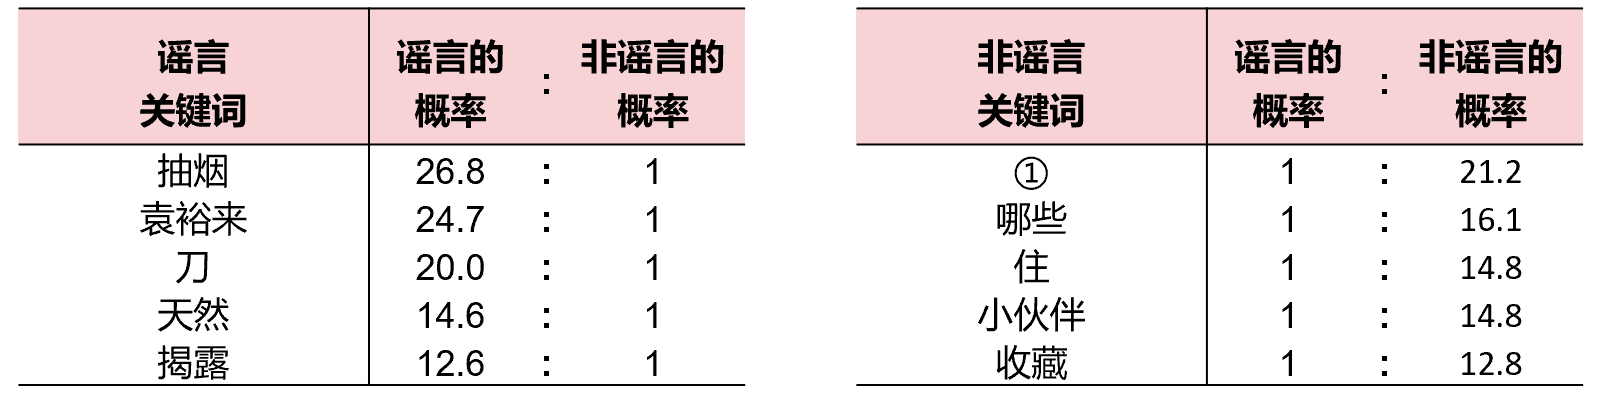 谣言 谣言的 非谣言的
关键词 概率 : 概率
抽烟 26.8 : 1
袁裕来 24.7 : 1
刀 20.0 : 1
天然 14.6 : 1
揭露 12.6 : 1
非谣言 谣言的 非谣言的
关键词 概率 : 概率
① 1 : 21.2
哪些 1 : 16.1
住 1 : 14.8
小伙伴 1 : 14.8
收藏 1 : 12.8